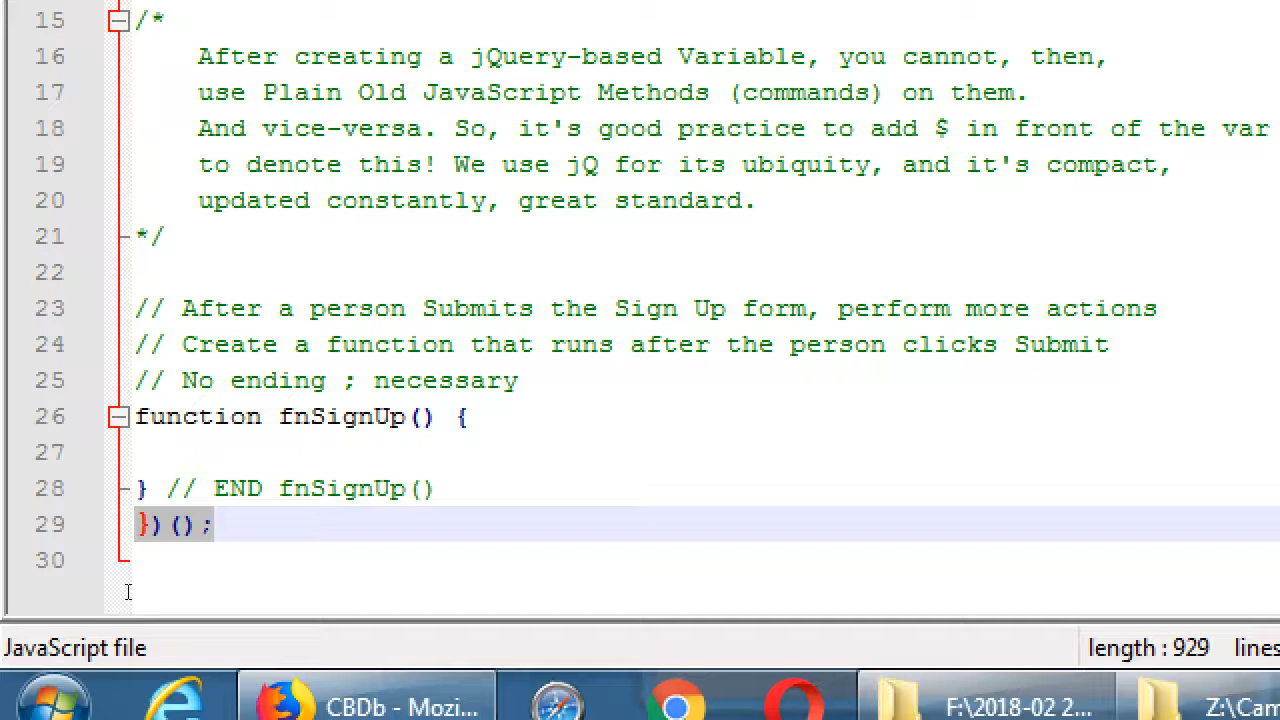 15 /*
16 After creating a jQuery-based Variable, you cannot, then,
17 use Plain Old JavaScript Methods (commands) on them.
18 And vice-versa. So, it's good practice to add $ in front of the var
19 to denote this! We use jQ for its ubiquity, and it's compact,
20 updated constantly, great standard.
21 */
22
23 // After a person Submits the Sign Up form, perform more actions
24 // Create a function that runs after the person clicks Submit
25 // No ending ; necessary
26 function fnSignUp() {
27
28 } // END fnSignUp()
29 })();
30
JavaScript file length : 929 lines
CBDb - Mozi... F:\2018-02 2... Z:\Cam